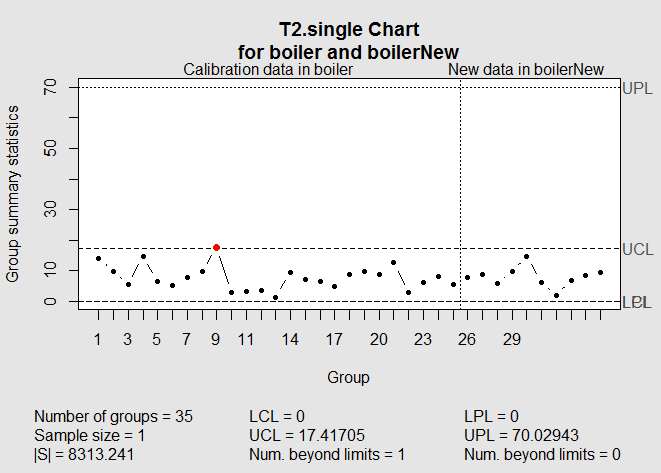 T2.single Chart
for boiler and boilerNew
Calibration data in boiler New data in boilerNew
Group summary statistics
70
50
30
10
0
UPL
UCL
LPL
1 3 5 7 9 11 14 17 20 23 26 29
Group
Number of groups = 35 LCL = 0 LPL = 0
Sample size = 1 UCL = 17.41705 UPL = 70.02943
|S| = 8313.241 Num. beyond limits = 1 Num. beyond limits = 0